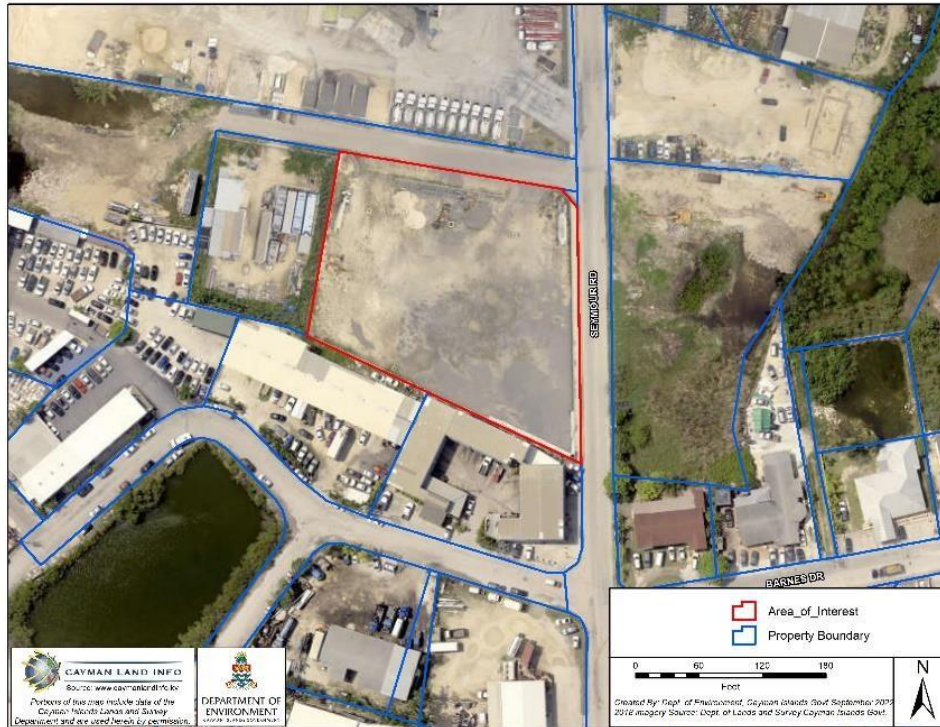 SEYMOUR RD
BARNES DR
Area_of_Interest
Property Boundary
0 60 120 180
Feet
N
Created By: Dept. of Environment, Cayman Islands Govt September 2022
2018 Imagery Source: Dept. of Lands and Survey Cayman Islands Govt.
CAYMAN LAND INFO
Source: www.caymanlandinfo.ky
Portions of this map include data of the
Cayman Islands Lands and Survey
Department and are used herein by permission.
DEPARTMENT OF
ENVIRONMENT
CAYMAN ISLANDS GOVERNMENT